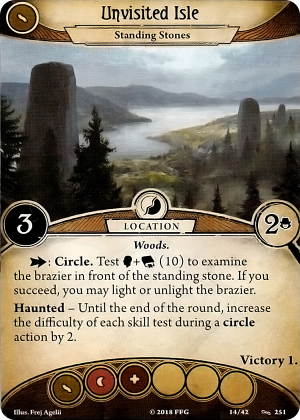 Unvisited Isle
Standing Stones
3
LOCATION
2
Woods.
: Circle. Test + (10) to examine
the brazier in front of the standing stone. If you
succeed, you may light or unlight the brazier.
Haunted – Until the end of the round, increase
the difficulty of each skill test during a circle
action by 2.
Victory 1.
Illus. Frej Agelii
© 2018 FFG
14/42
251